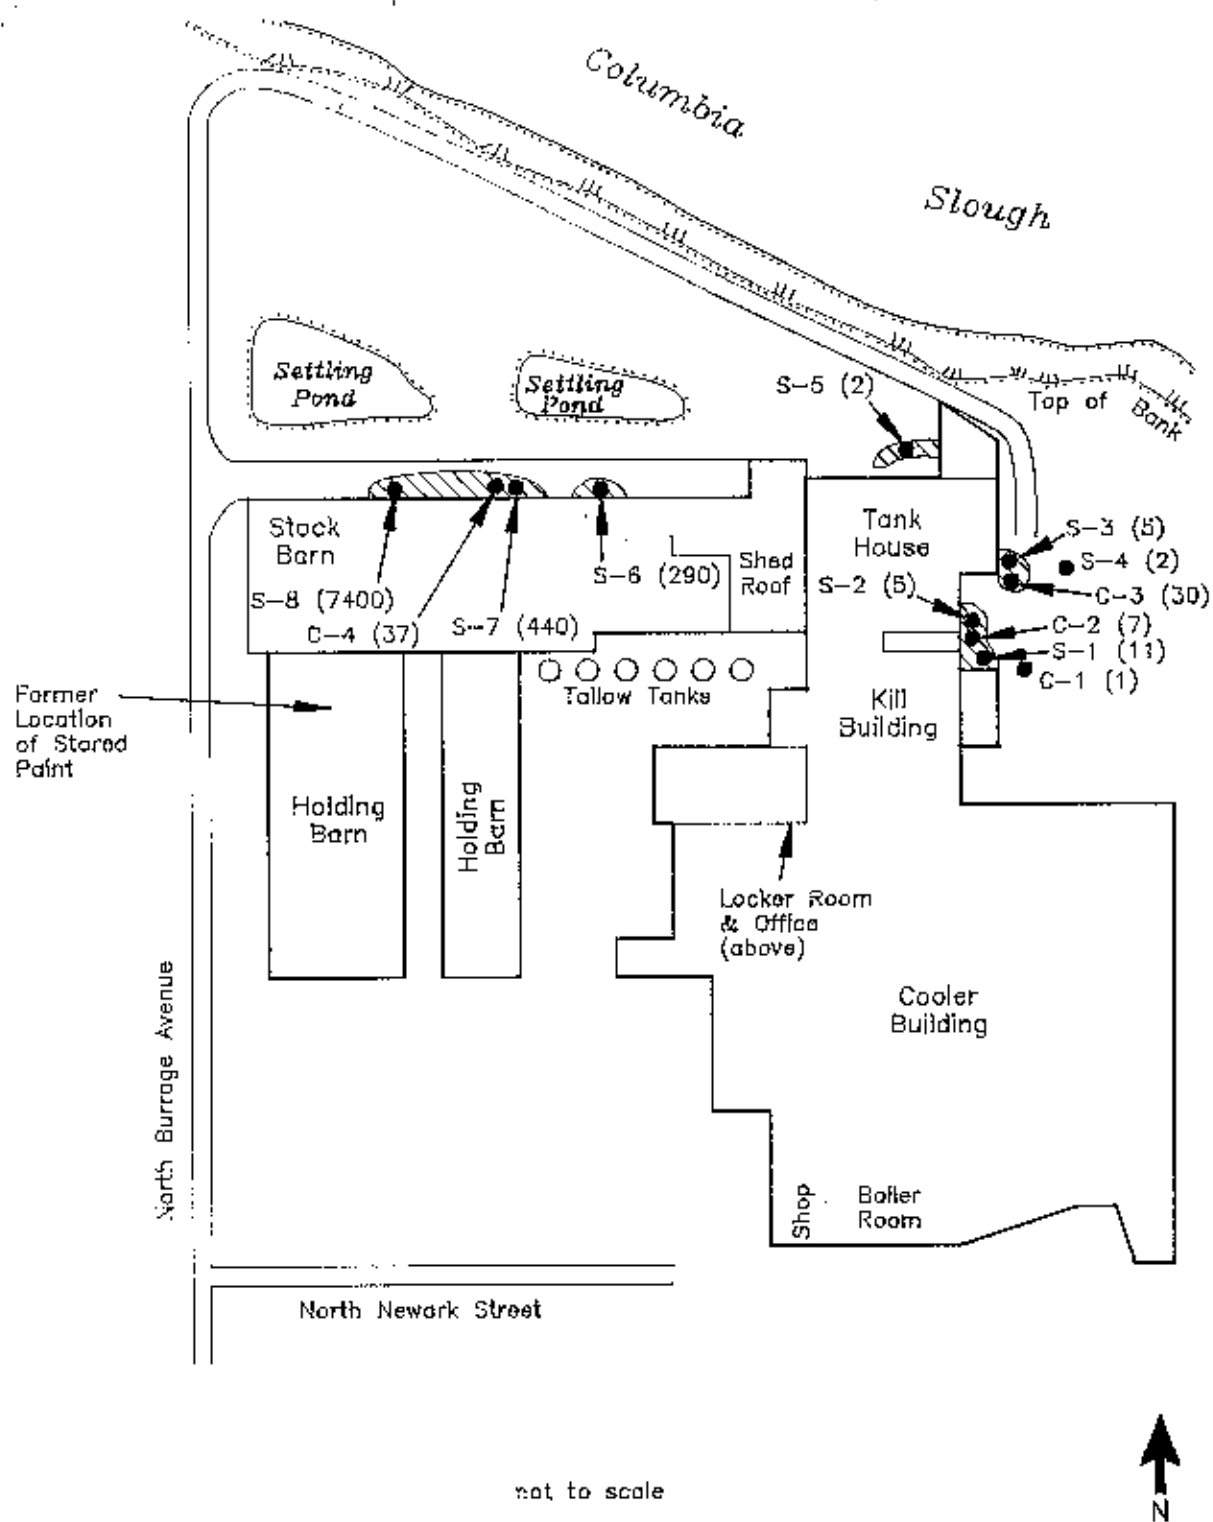 Columbia
Slough
Settling
Pond
Settling
Pond
S-5 (2)
Top of
Bank
Stock
Barn
Tank
House
Shed
Roof
S-3 (5)
S-4 (2)
C-3 (30)
S-2 (5)
C-2 (7)
S-1 (11)
C-1 (1)
S-6 (290)
S-8 (7400)
C-4 (37)
S-7 (440)
Tallow Tanks
Kill
Building
Former
Location
of Stored
Paint
Holding
Barn
Holding
Barn
Locker Room
& Office
(above)
Cooler
Building
North Burrage Avenue
Shop
Boiler
Room
North Newark Street
not to scale
N